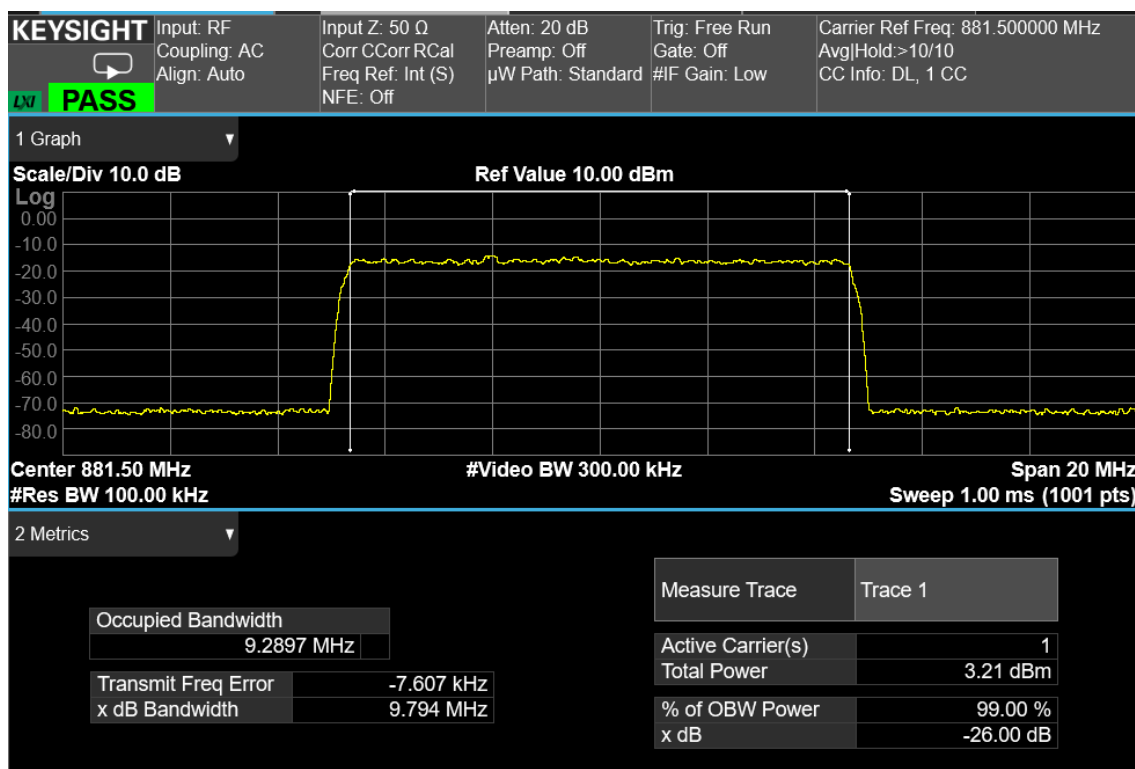 KEYSIGHT Input: RF Input Z: 50 Ω Atten: 20 dB Trig: Free Run Carrier Ref Freq: 881.500000 MHz
Coupling: AC Corr CCorr RCal Preamp: Off Gate: Off Avg|Hold:>10/10
Align: Auto Freq Ref: Int (S) µW Path: Standard #IF Gain: Low CC Info: DL, 1 CC
LXI PASS NFE: Off
1 Graph
Scale/Div 10.0 dB Ref Value 10.00 dBm
Log
0.00
-10.0
-20.0
-30.0
-40.0
-50.0
-60.0
-70.0
-80.0
Center 881.50 MHz #Video BW 300.00 kHz Span 20 MHz
#Res BW 100.00 kHz Sweep 1.00 ms (1001 pts)
2 Metrics
Measure Trace Trace 1
Occupied Bandwidth
9.2897 MHz Active Carrier(s) 1
Total Power 3.21 dBm
Transmit Freq Error -7.607 kHz
x dB Bandwidth 9.794 MHz % of OBW Power 99.00 %
x dB -26.00 dB